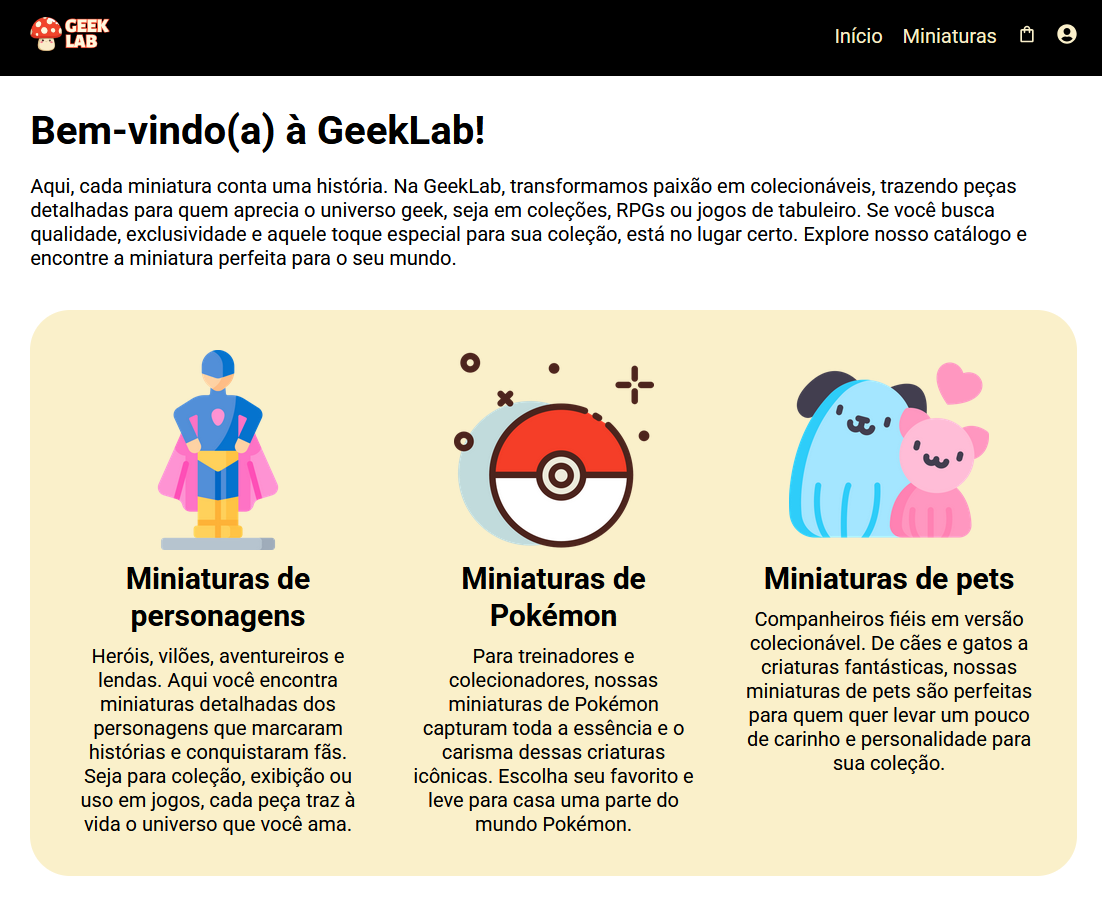 GEEK
LAB
Início
Miniaturas
Bem-vindo(a) à GeekLab!
Aqui, cada miniatura conta uma história. Na GeekLab, transformamos paixão em colecionáveis, trazendo peças
detalhadas para quem aprecia o universo geek, seja em coleções, RPGs ou jogos de tabuleiro. Se você busca
qualidade, exclusividade e aquele toque especial para sua coleção, está no lugar certo. Explore nosso catálogo e
encontre a miniatura perfeita para o seu mundo.
Miniaturas de
personagens
Heróis, vilões, aventureiros e
lendas. Aqui você encontra
miniaturas detalhadas dos
personagens que marcaram
histórias e conquistaram fãs.
Seja para coleção, exibição ou
uso em jogos, cada peça traz à
vida o universo que você ama.
Miniaturas de
Pokémon
Para treinadores e
colecionadores, nossas
miniaturas de Pokémon
capturam toda a essência e o
carisma dessas criaturas
icônicas. Escolha seu favorito e
leve para casa uma parte do
mundo Pokémon.
Miniaturas de pets
Companheiros fiéis em versão
colecionável. De cães e gatos a
criaturas fantásticas, nossas
miniaturas de pets são perfeitas
para quem quer levar um pouco
de carinho e personalidade para
sua coleção.